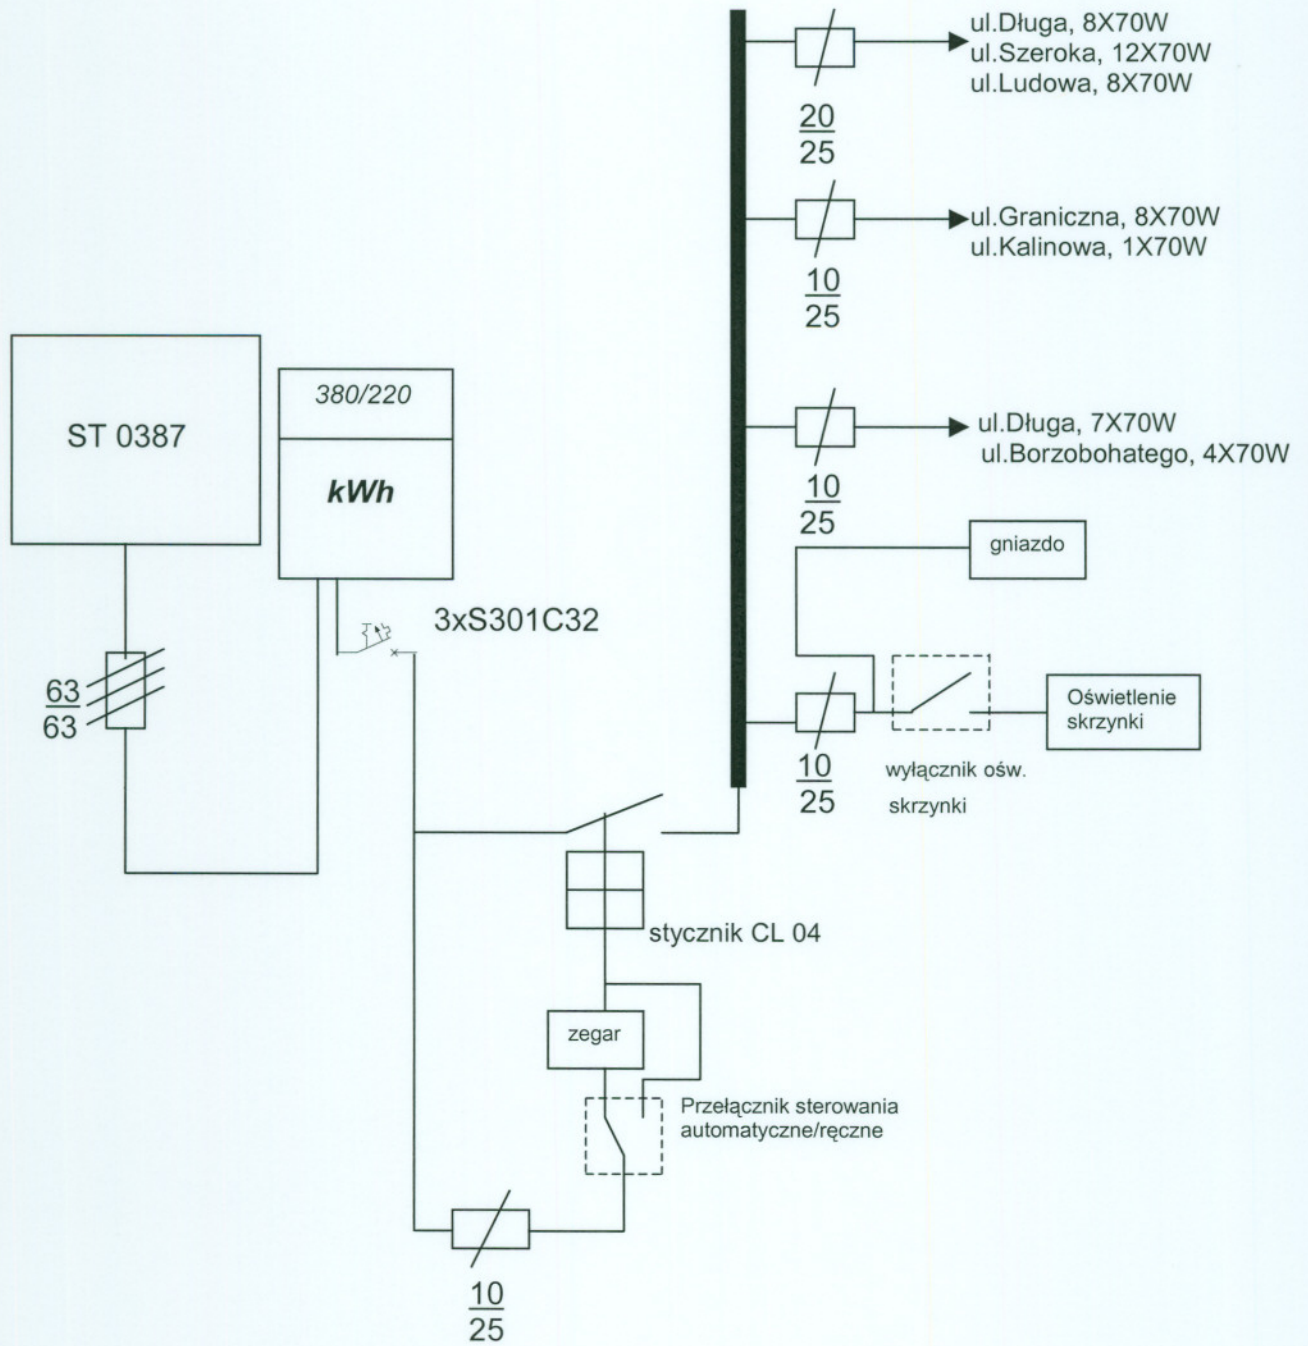 ul.Długa, 8X70W
ul.Szeroka, 12X70W
ul.Ludowa, 8X70W
20
25
ul.Graniczna, 8X70W
ul.Kalinowa, 1X70W
10
25
ST 0387
380/220
kWh
ul.Długa, 7X70W
ul.Borzobohatego, 4X70W
10
25
gniazdo
3xS301C32
63
63
Oświetlenie
skrzynki
10
25
wyłącznik ośw.
skrzynki
stycznik CL 04
zegar
Przełącznik sterowania
automatyczne/ręczne
10
25